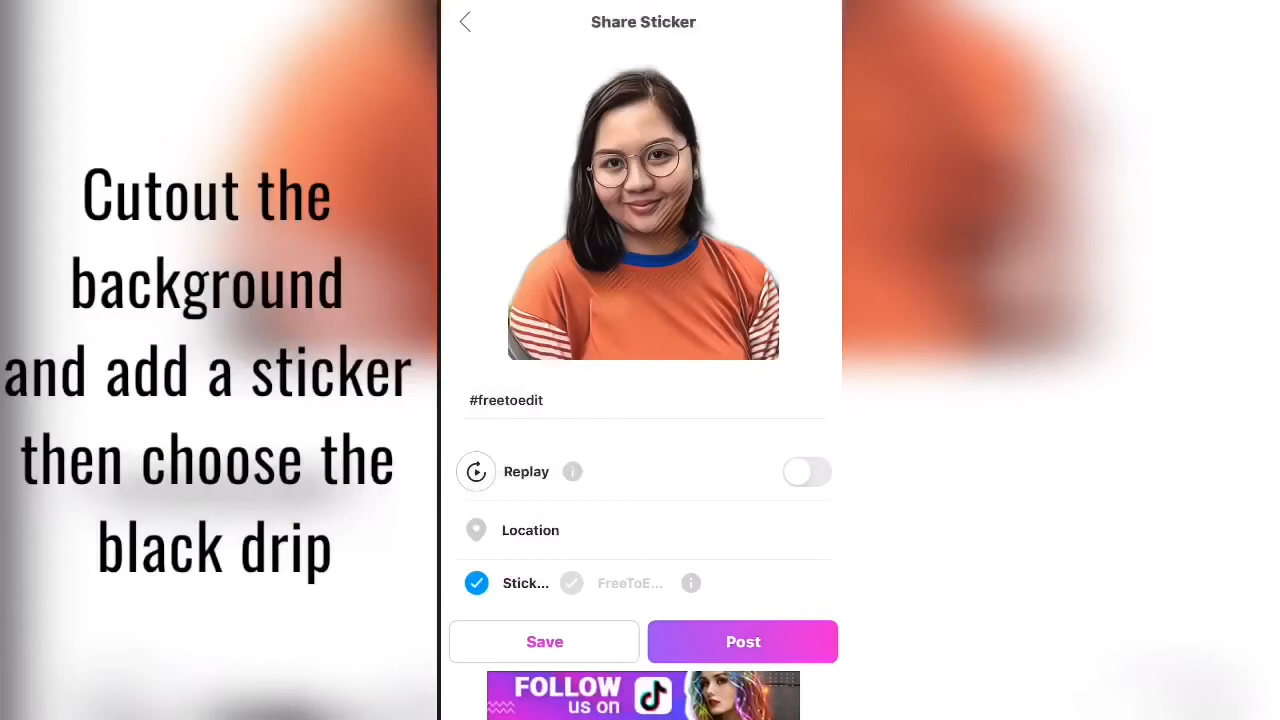 Cutout the
background
and add a sticker
then choose the
black drip
Share Sticker
#freetoedit
Replay
Location
Stick... FreeToE...
Save Post
FOLLOW
us on